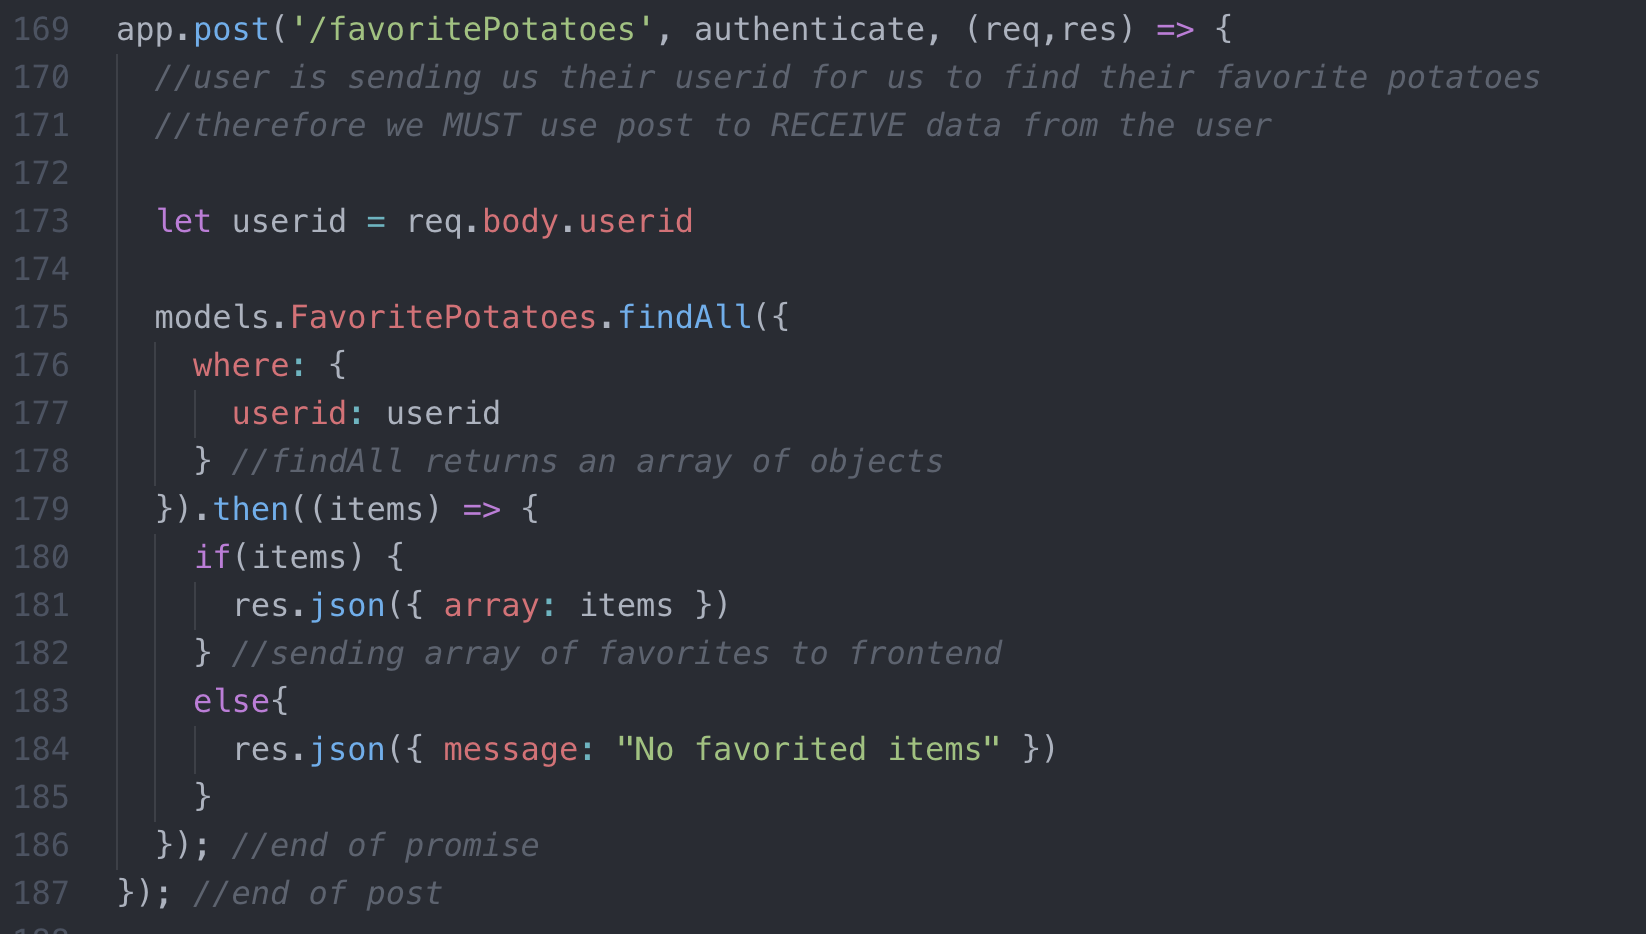 169 app.post('/favoritePotatoes', authenticate, (req,res) => {
170 //user is sending us their userid for us to find their favorite potatoes
171 //therefore we MUST use post to RECEIVE data from the user
172
173 let userid = req.body.userid
174
175 models.FavoritePotatoes.findAll({
176 where: {
177 userid: userid
178 } //findAll returns an array of objects
179 }).then((items) => {
180 if(items) {
181 res.json({ array: items })
182 } //sending array of favorites to frontend
183 else{
184 res.json({ message: "No favorited items" })
185 }
186 }); //end of promise
187 }); //end of post